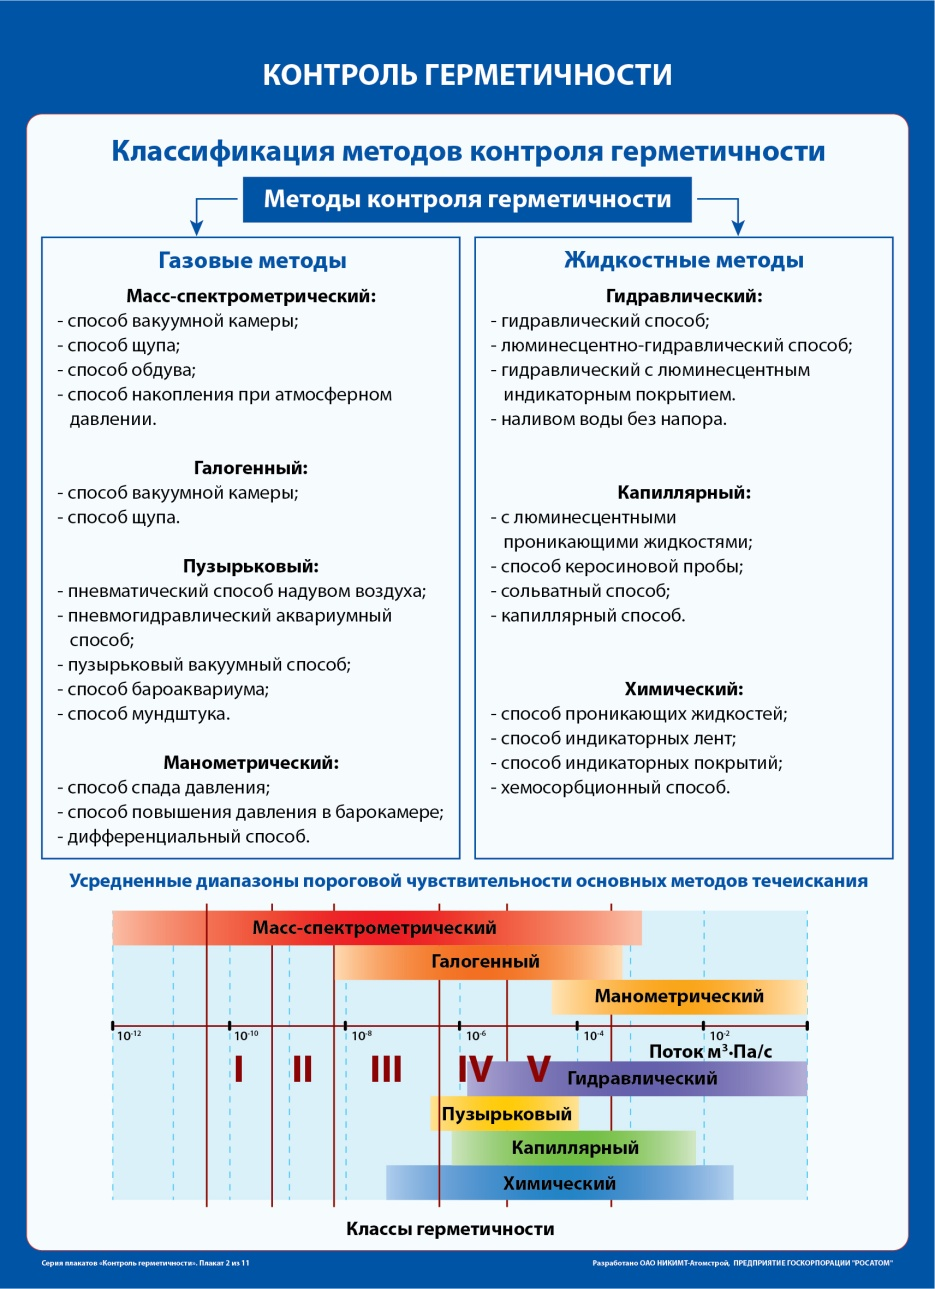 КОНТРОЛЬ ГЕРМЕТИЧНОСТИ
Классификация методов контроля герметичности
Методы контроля герметичности
Газовые методы
Масс-спектрометрический:
- способ вакуумной камеры;
- способ щупа;
- способ обдува;
- способ накопления при атмосферном
давлении.
Галогенный:
- способ вакуумной камеры;
- способ щупа.
Пузырьковый:
- пневматический способ надувом воздуха;
- пневмогидравлический аквариумный
способ;
- пузырьковый вакуумный способ;
- способ бароаквариума;
- способ мундштука.
Манометрический:
- способ спада давления;
- способ повышения давления в барокамере;
- дифференциальный способ.
Жидкостные методы
Гидравлический:
- гидравлический способ;
- люминесцентно-гидравлический способ;
- гидравлический с люминесцентным
индикаторным покрытием.
- наливом воды без напора.
Капиллярный:
- с люминесцентными
проникающими жидкостями;
- способ керосиновой пробы;
- сольватный способ;
- капиллярный способ.
Химический:
- способ проникающих жидкостей;
- способ индикаторных лент;
- способ индикаторных покрытий;
- хемосорбционный способ.
Усредненные диапазоны пороговой чувствительности основных методов течеискания
Масс-спектрометрический
Галогенный
Манометрический
10⁻¹² 10⁻¹⁰ 10⁻⁸ 10⁻⁶ 10⁻⁴ 10⁻²
Поток м³·Па/с
I II III IV V
Гидравлический
Пузырьковый
Капиллярный
Химический
Классы герметичности
Серия плакатов «Контроль герметичности». Плакат 2 из 11
Разработано ОАО НИКИМТ-Атомстрой, ПРЕДПРИЯТИЕ ГОСКОРПОРАЦИИ "РОСАТОМ"